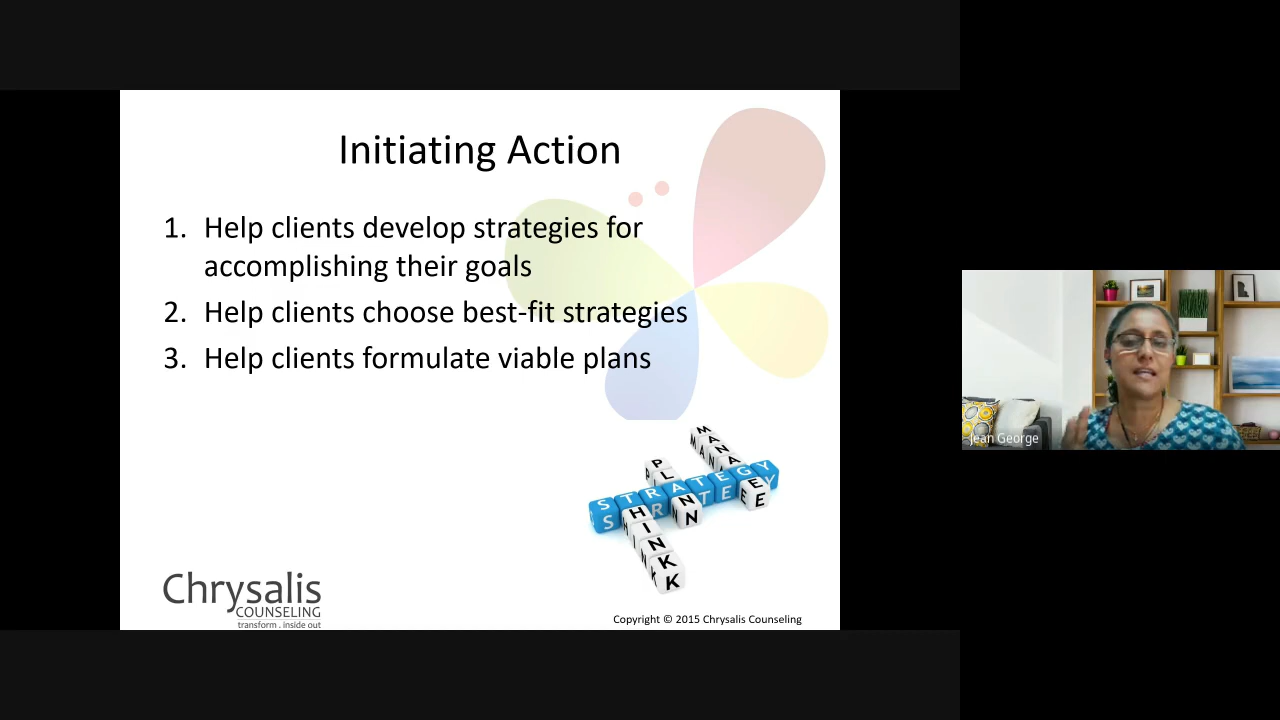 Initiating Action
1. Help clients develop strategies for
accomplishing their goals
2. Help clients choose best-fit strategies
3. Help clients formulate viable plans
MANAGE
PLAN
STRATEGY
THINK
Chrysalis
COUNSELING
transform . inside out
Copyright © 2015 Chrysalis Counseling
Jean George